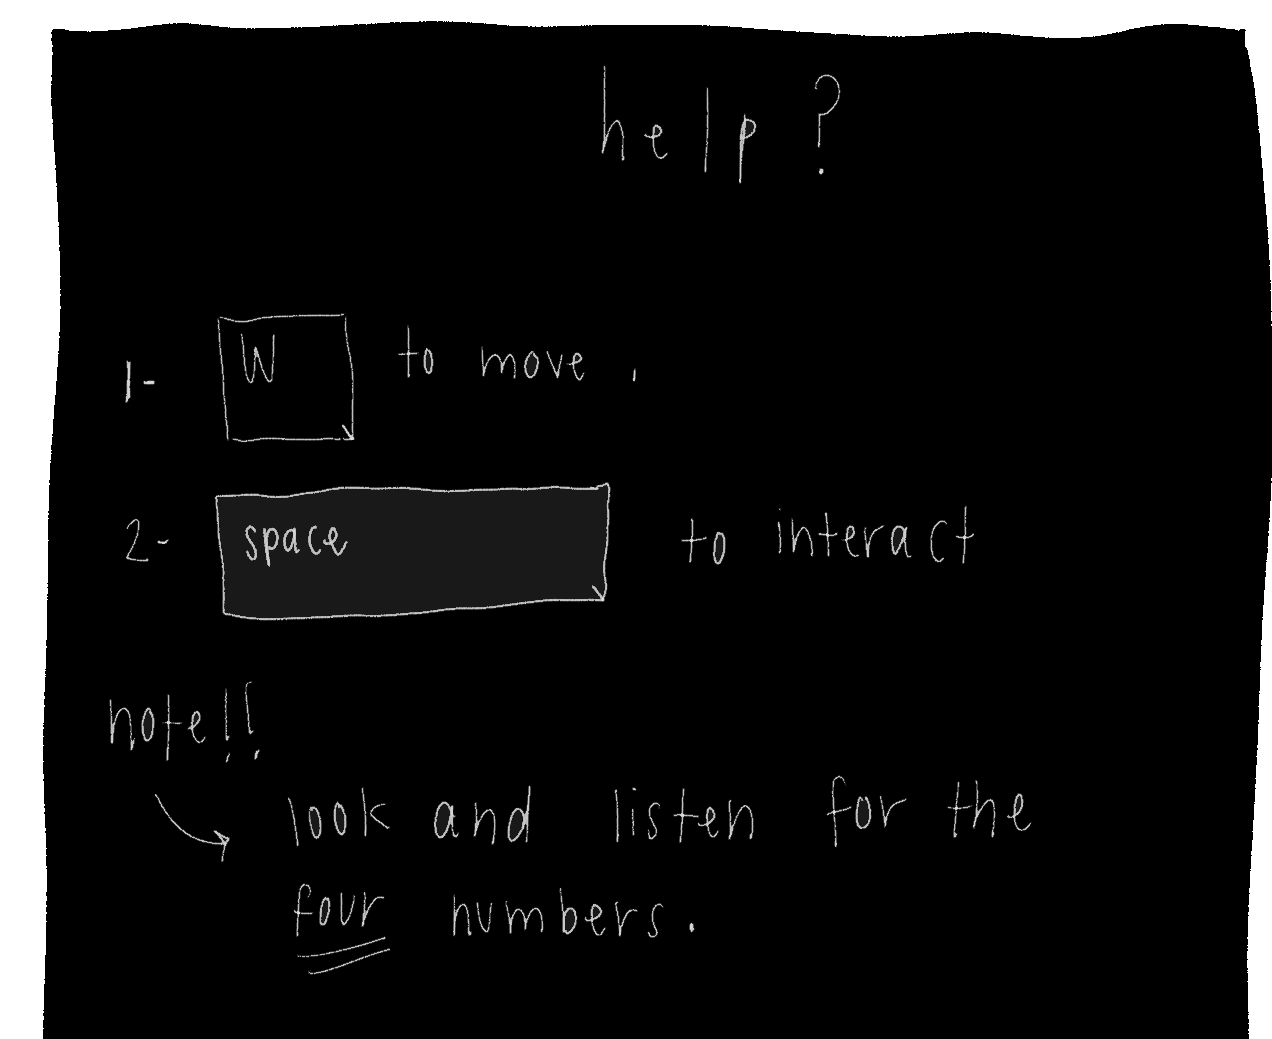 help ?
1- W to move .
2- space to interact
note!!
look and listen for the
four numbers.